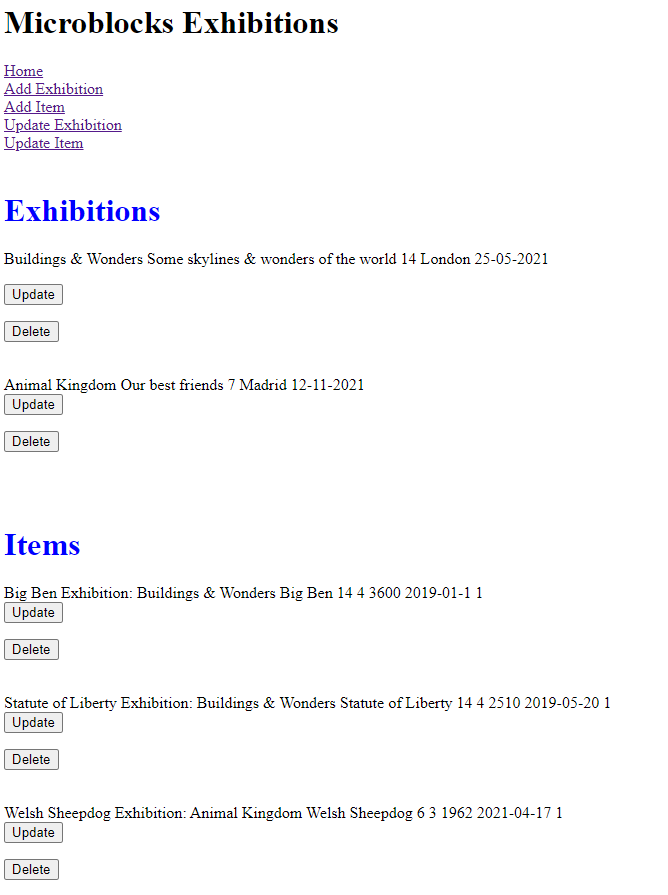 Microblocks Exhibitions
Home
Add Exhibition
Add Item
Update Exhibition
Update Item
Exhibitions
Buildings & Wonders Some skylines & wonders of the world 14 London 25-05-2021
Update
Delete
Animal Kingdom Our best friends 7 Madrid 12-11-2021
Update
Delete
Items
Big Ben Exhibition: Buildings & Wonders Big Ben 14 4 3600 2019-01-1 1
Update
Delete
Statute of Liberty Exhibition: Buildings & Wonders Statute of Liberty 14 4 2510 2019-05-20 1
Update
Delete
Welsh Sheepdog Exhibition: Animal Kingdom Welsh Sheepdog 6 3 1962 2021-04-17 1
Update
Delete